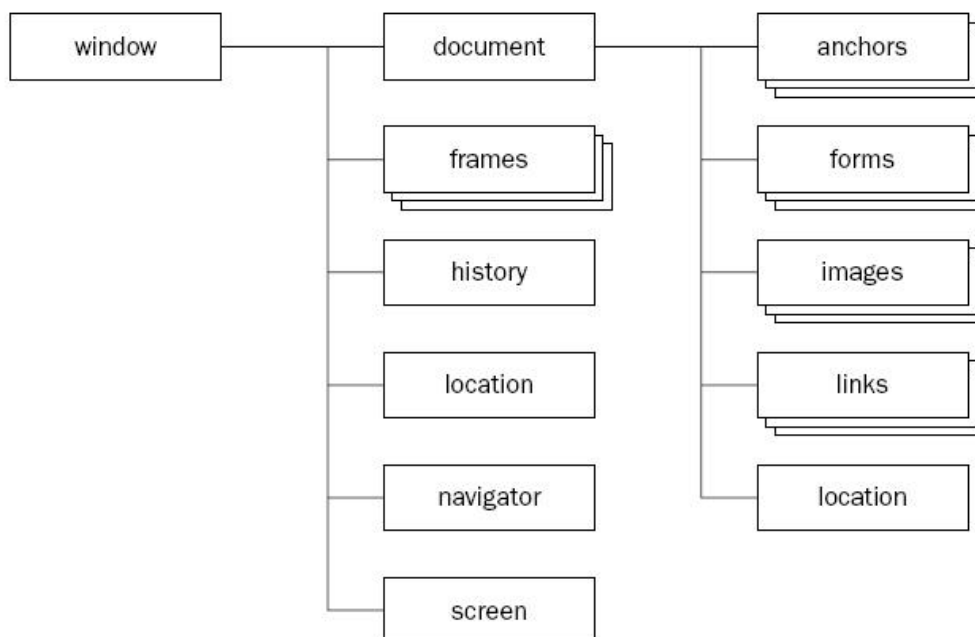 window
document
anchors
frames
forms
history
images
location
links
navigator
location
screen